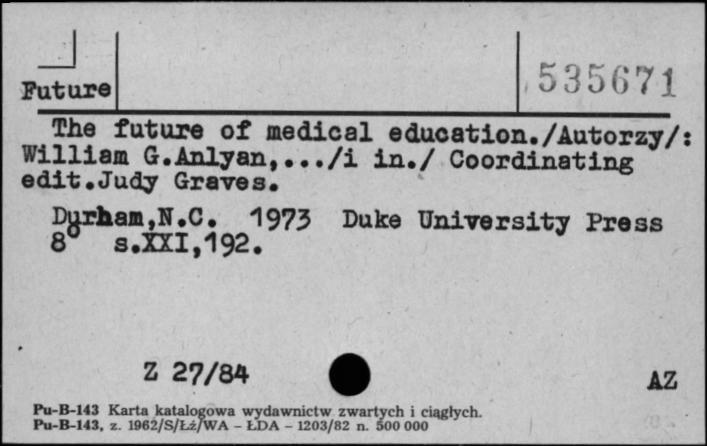 Future
535671
The future of medical education./Autorzy/:
William G.Anlyan,.../i in./ Coordinating
edit.Judy Graves.
Durham,N.C. 1973 Duke University Press
8° s.XXI,192.
Z 27/84
AZ
Pu-B-143 Karta katalogowa wydawnictw zwartych i ciągłych.
Pu-B-143, z. 1962/S/Łż/WA - ŁDA - 1203/82 n. 500 000